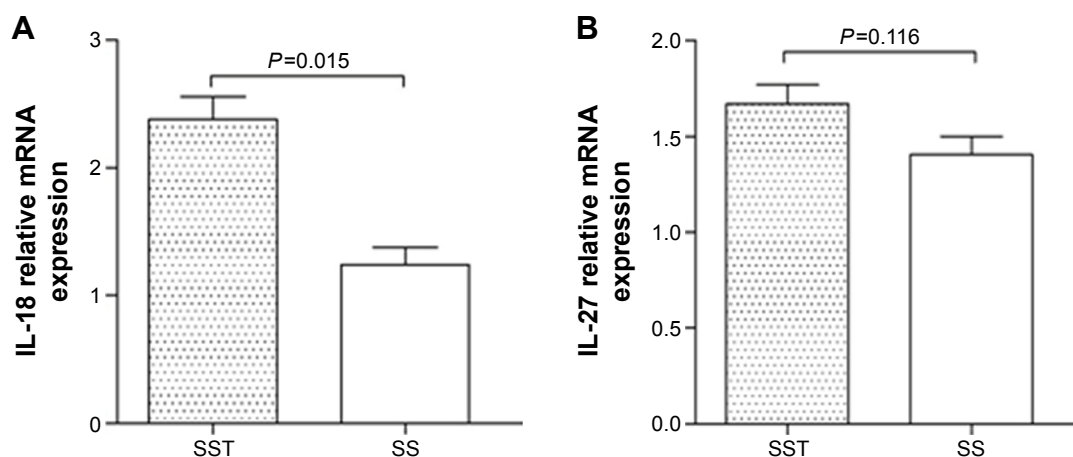 A
IL-18 relative mRNA
expression
3
2
1
0
P=0.015
SST
SS
B
IL-27 relative mRNA
expression
2.0
1.5
1.0
0.5
0.0
P=0.116
SST
SS